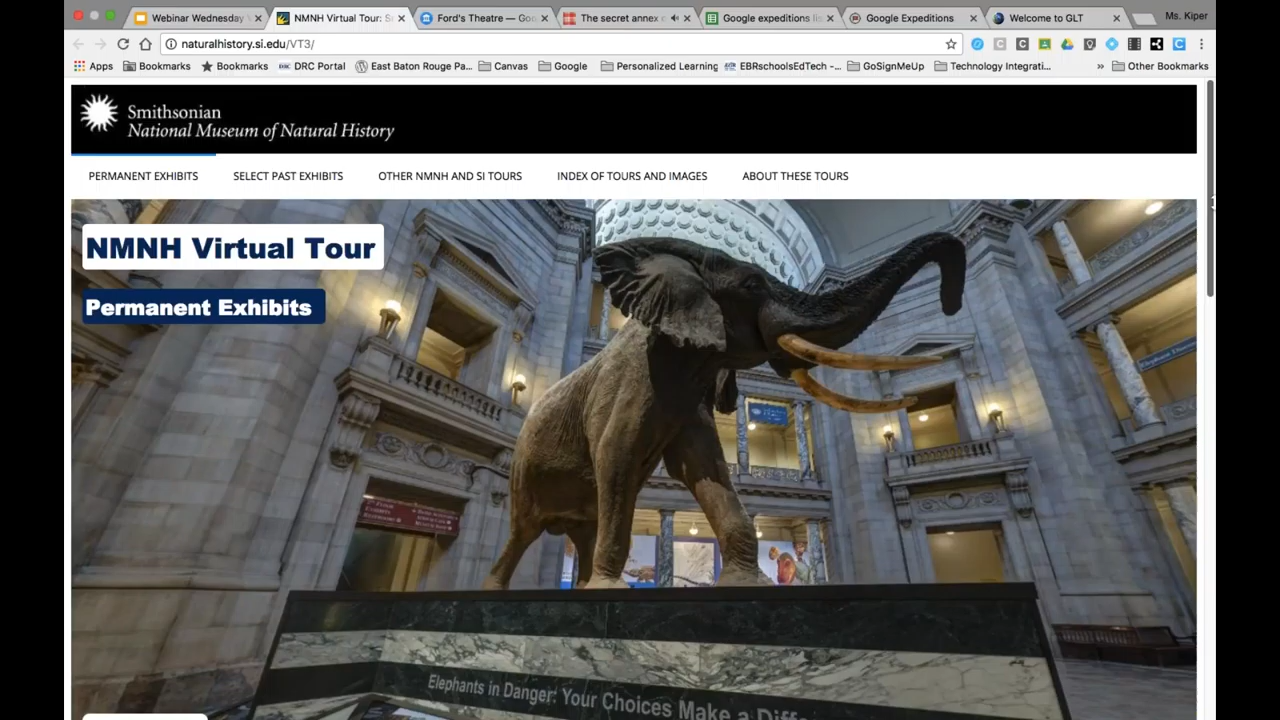 Webinar Wednesday
NMNH Virtual Tour: S
Ford's Theatre — Goo
The secret annex
Google expeditions lis
Google Expeditions
Welcome to GLT
Ms. Kiper
naturalhistory.si.edu/VT3/
Apps
Bookmarks
Bookmarks
DRC Portal
East Baton Rouge Pa...
Canvas
Google
Personalized Learning
EBRschoolsEdTech -...
GoSignMeUp
Technology Integrati...
»
Other Bookmarks
Smithsonian
National Museum of Natural History
PERMANENT EXHIBITS
SELECT PAST EXHIBITS
OTHER NMNH AND SI TOURS
INDEX OF TOURS AND IMAGES
ABOUT THESE TOURS
NMNH Virtual Tour
Permanent Exhibits
Elephants in Danger: Your Choices Make a Diffe